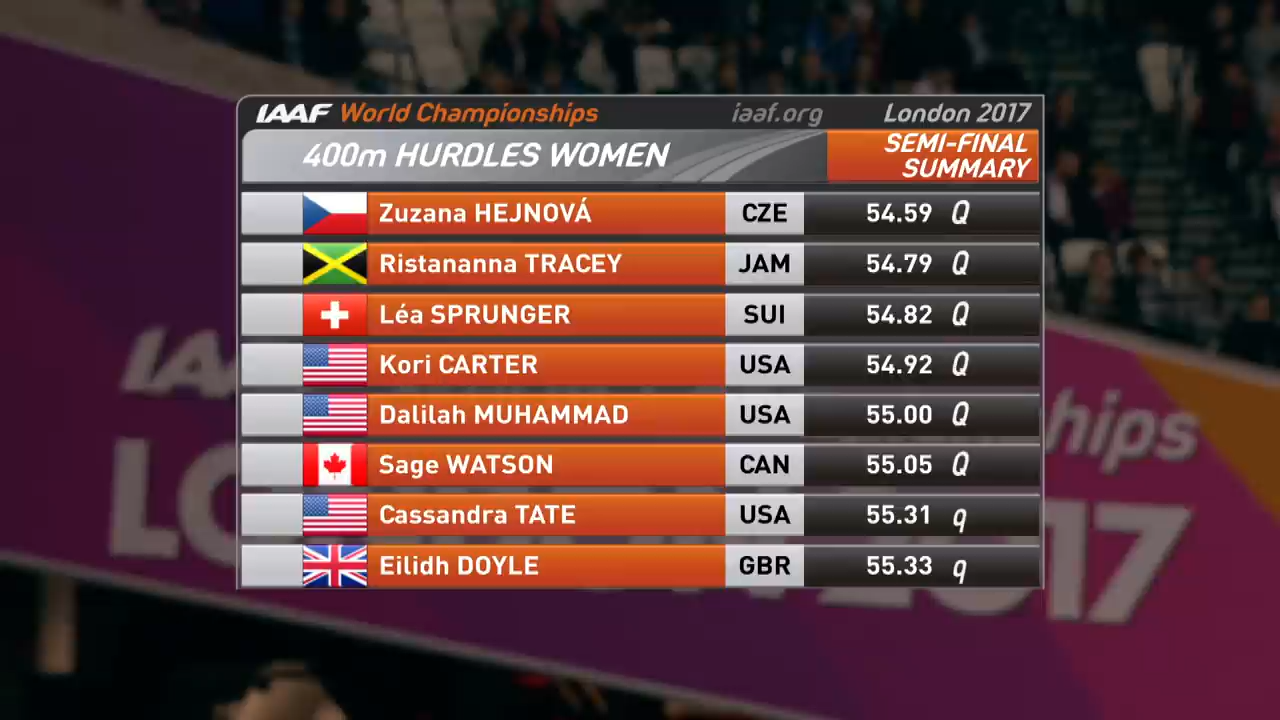 IAAF World Championships iaaf.org London 2017
400m HURDLES WOMEN SEMI-FINAL SUMMARY
Zuzana HEJNOVÁ CZE 54.59 Q
Ristananna TRACEY JAM 54.79 Q
Léa SPRUNGER SUI 54.82 Q
Kori CARTER USA 54.92 Q
Dalilah MUHAMMAD USA 55.00 Q
Sage WATSON CAN 55.05 Q
Cassandra TATE USA 55.31 q
Eilidh DOYLE GBR 55.33 q